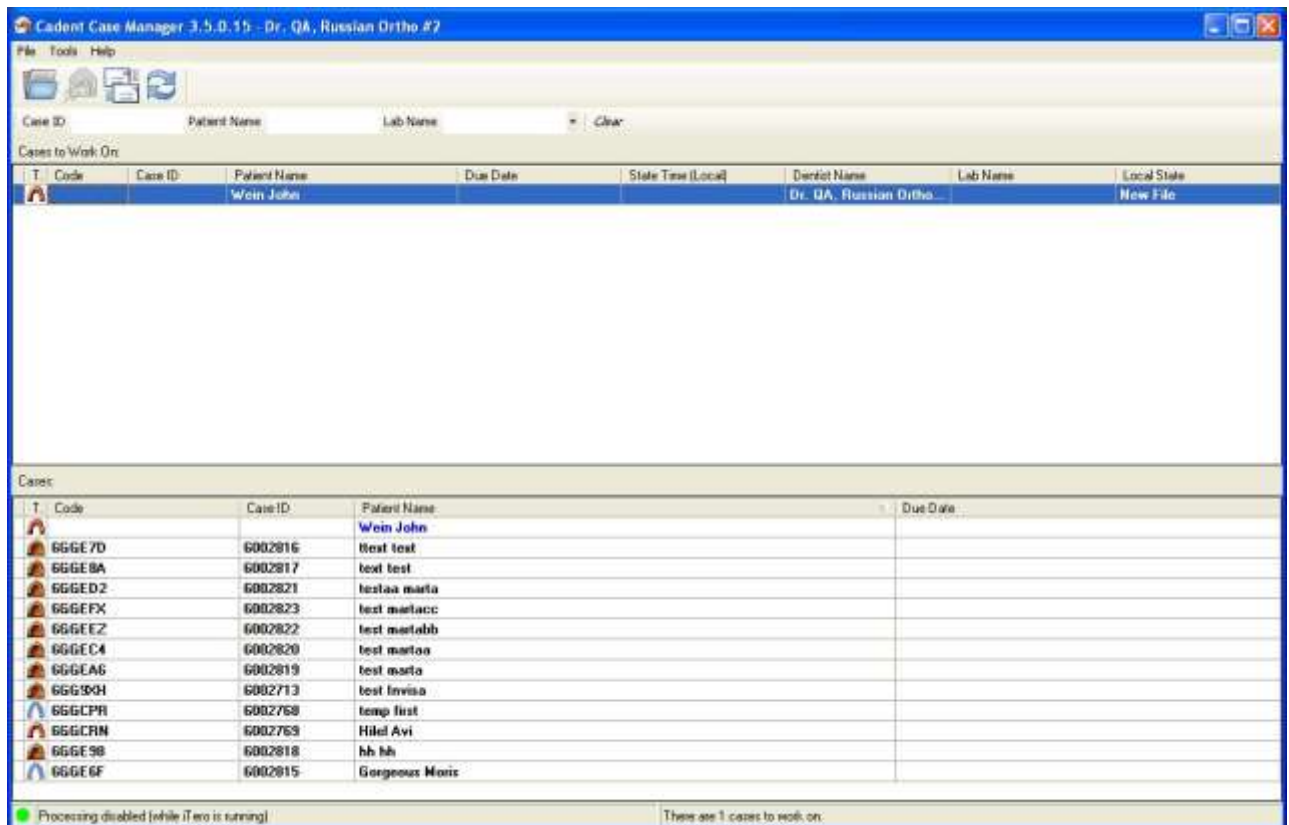 Cadent Case Manager 3.5.0.15 - Dr. QA, Russian Ortho #2
File Tools Help
Case ID Patient Name Lab Name Clear
Cases to Work On:
T. Code Case ID Patient Name Due Date State Time (Local) Dentist Name Lab Name Local State
Wein John Dr. QA, Russian Ortho... New File
Cases:
T. Code Case ID Patient Name Due Date
Wein John
6GGE7D 6002816 ttest test
6GGE8A 6002817 text test
6GGED2 6002821 testaa marta
6GGEFX 6002823 test martacc
6GGEEZ 6002822 test martabb
6GGEC4 6002820 test martaa
6GGEA6 6002819 test marta
6GG9XH 6002713 test Invisa
6GGCPR 6002768 temp first
6GGCRN 6002769 Hilel Avi
6GGE98 6002818 hh hh
6GGE6F 6002815 Gorgeous Moris
Processing disabled (while iTero is running) There are 1 cases to work on.